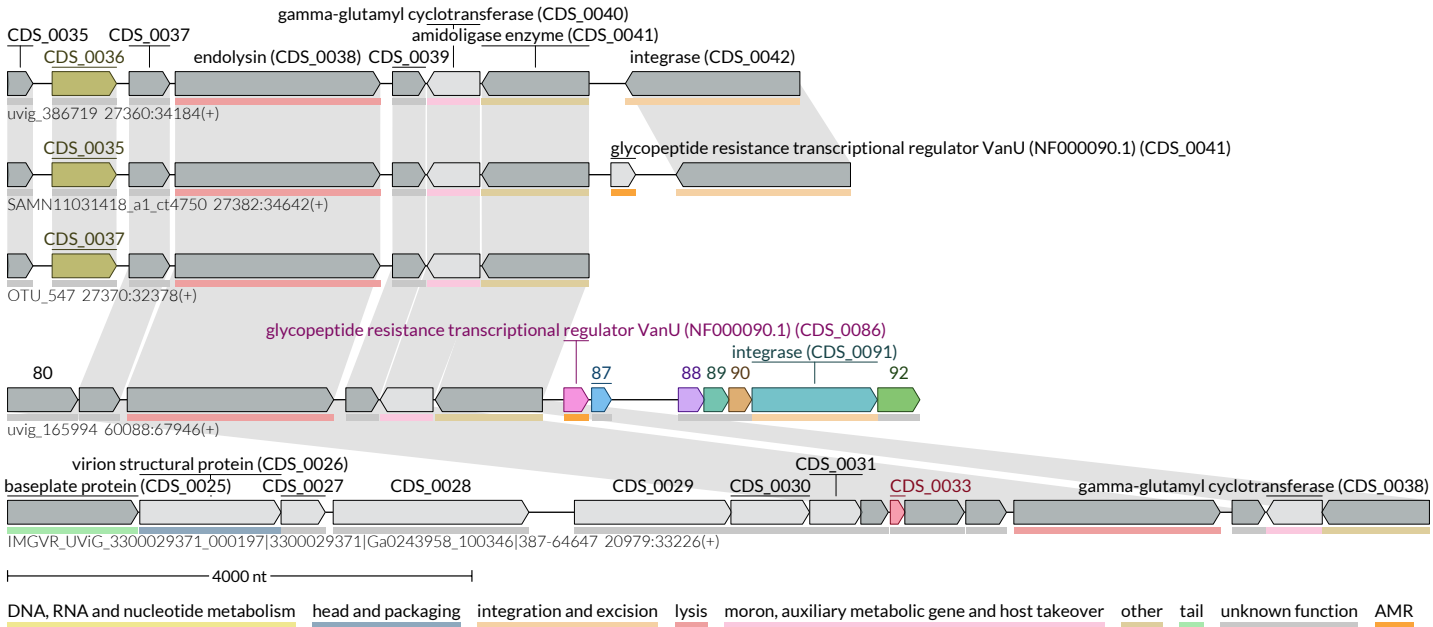 gamma-glutamyl cyclotransferase (CDS_0040)
CDS_0035 CDS_0037 amidoligase enzyme (CDS_0041)
CDS_0036 endolysin (CDS_0038) CDS_0039 integrase (CDS_0042)
uvig_386719 27360:34184(+)
CDS_0035 glycopeptide resistance transcriptional regulator VanU (NF000090.1) (CDS_0041)
SAMN11031418_a1_ct4750 27382:34642(+)
CDS_0037
OTU_547 27370:32378(+)
glycopeptide resistance transcriptional regulator VanU (NF000090.1) (CDS_0086)
integrase (CDS_0091)
80 87 88 89 90 92
uvig_165994 60088:67946(+)
virion structural protein (CDS_0026) CDS_0031
baseplate protein (CDS_0025) CDS_0027 CDS_0028 CDS_0029 CDS_0030 CDS_0033 gamma-glutamyl cyclotransferase (CDS_0038)
IMGVR_UViG_3300029371_000197|3300029371|Ga0243958_100346|387-64647 20979:33226(+)
4000 nt
DNA, RNA and nucleotide metabolism head and packaging integration and excision lysis moron, auxiliary metabolic gene and host takeover other tail unknown function AMR